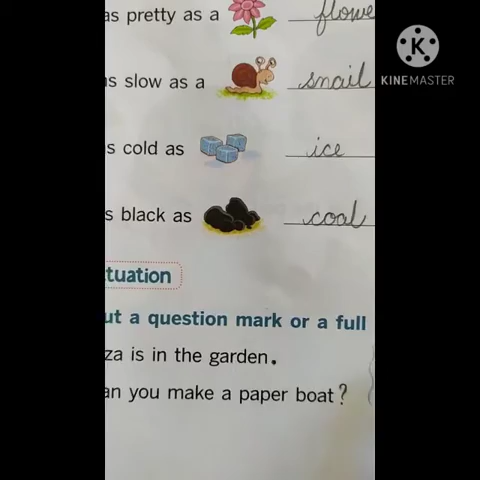 as pretty as a flowe
KINEMASTER
as slow as a snail
s cold as ice
s black as coal
tuation
ut a question mark or a full
za is in the garden.
an you make a paper boat?